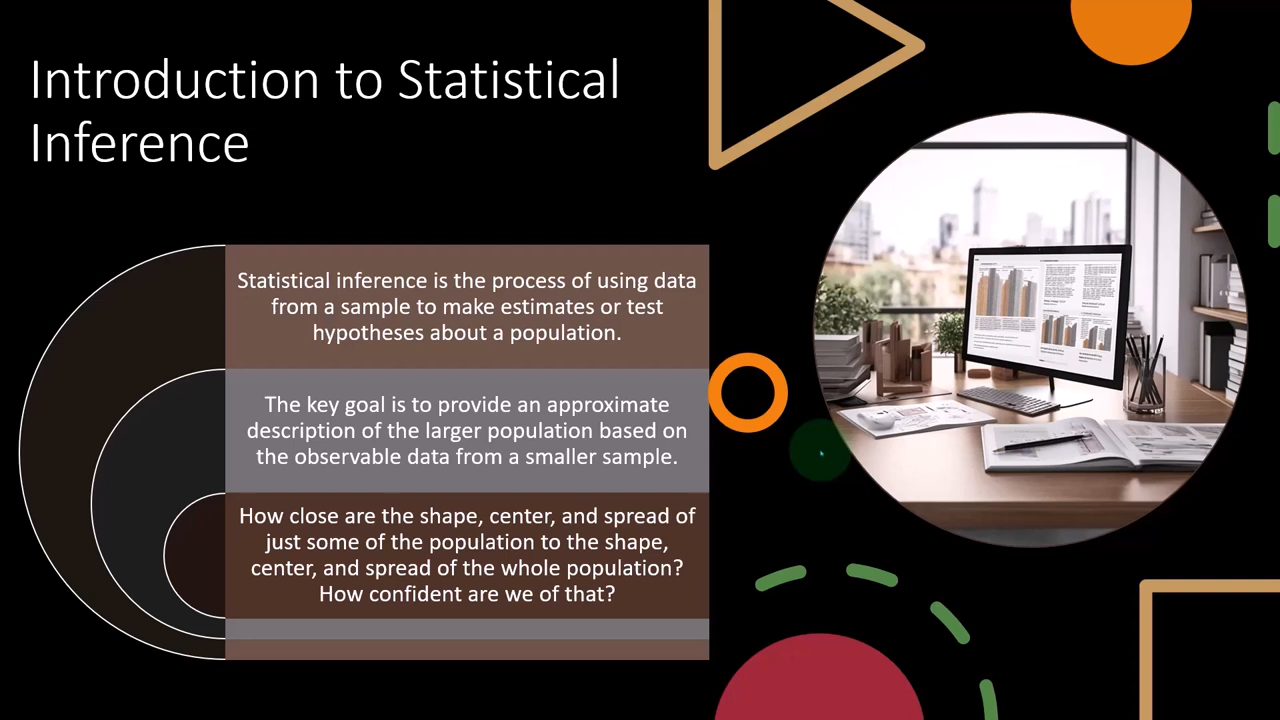 Introduction to Statistical
Inference
Statistical inference is the process of using data
from a sample to make estimates or test
hypotheses about a population.
The key goal is to provide an approximate
description of the larger population based on
the observable data from a smaller sample.
How close are the shape, center, and spread of
just some of the population to the shape,
center, and spread of the whole population?
How confident are we of that?